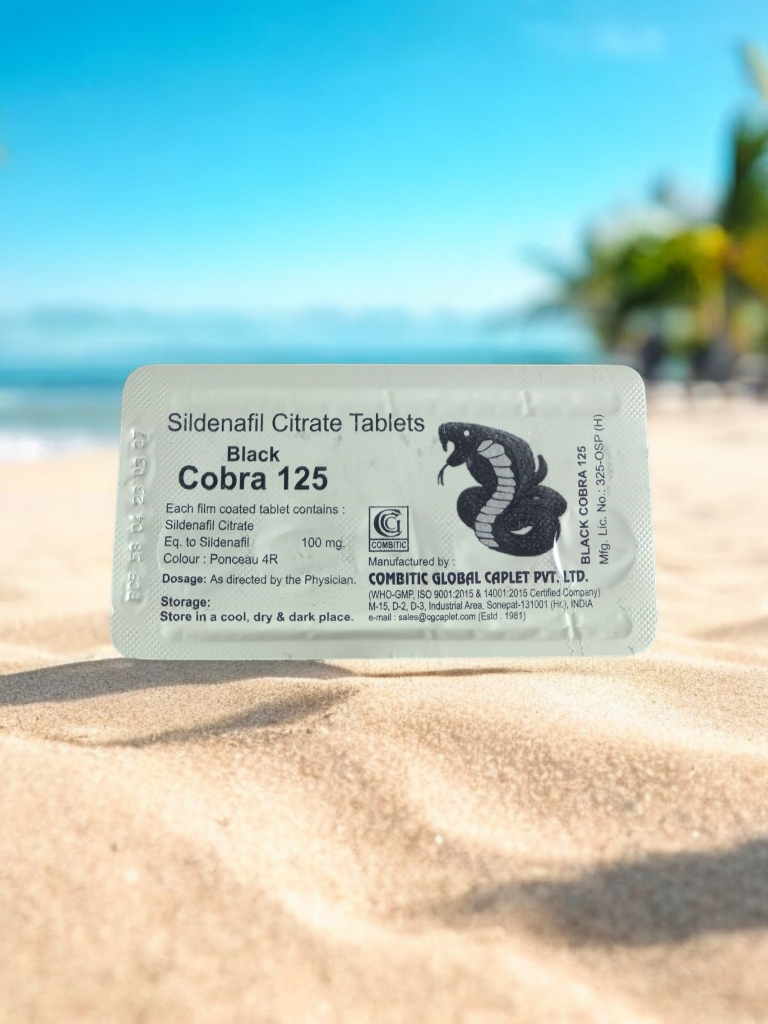 Sildenafil Citrate Tablets
Black
Cobra 125
Each film coated tablet contains :
Sildenafil Citrate
Eq. to Sildenafil 100 mg.
Colour : Ponceau 4R
Dosage: As directed by the Physician.
Storage:
Store in a cool, dry & dark place.
COMBITIC
Manufactured by :
COMBITIC GLOBAL CAPLET PVT. LTD.
(WHO-GMP, ISO 9001:2015 & 14001:2015 Certified Company)
M-15, D-2, D-3, Industrial Area, Sonepat-131001 (Hr.), INDIA
e-mail : sales@cgcaplet.com (Estd : 1981)
BLACK COBRA 125
Mfg. Lic. No.: 325-OSP (H)